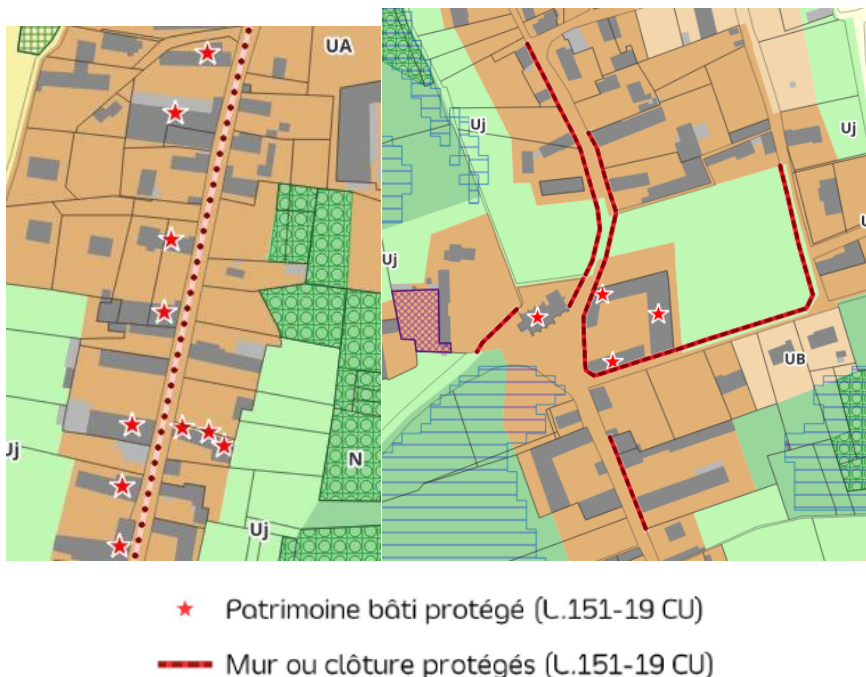 UA
Uj
N
Uj
Uj
Uj
Uj
UB
Patrimoine bâti protégé (L.151-19 CU)
Mur ou clôture protégés (L.151-19 CU)